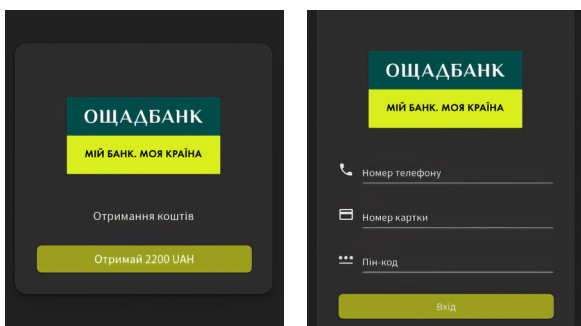 ОЩАДБАНК
МІЙ БАНК. МОЯ КРАЇНА
Отримання коштів
Отримай 2200 UAH
ОЩАДБАНК
МІЙ БАНК. МОЯ КРАЇНА
Номер телефону
Номер картки
Пін-код
Вхід